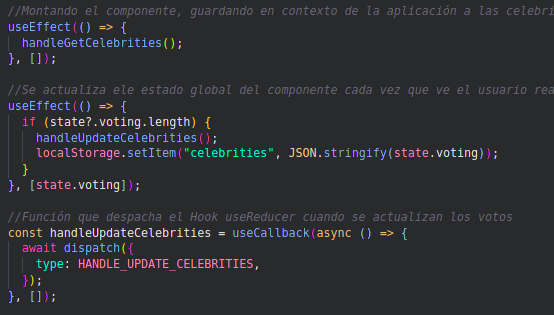 //Montando el componente, guardando en contexto de la aplicación a las
useEffect(() => {
handleGetCelebrities();
}, []);
//Se actualiza ele estado global del componente cada vez que ve el usuario
useEffect(() => {
if (state?.voting.length) {
handleUpdateCelebrities();
localStorage.setItem("celebrities", JSON.stringify(state.voting));
}
}, [state.voting]);
//Función que despacha el Hook useReducer cuando se actualizan los votos
const handleUpdateCelebrities = useCallback(async () => {
await dispatch({
type: HANDLE_UPDATE_CELEBRITIES,
});
}, []);